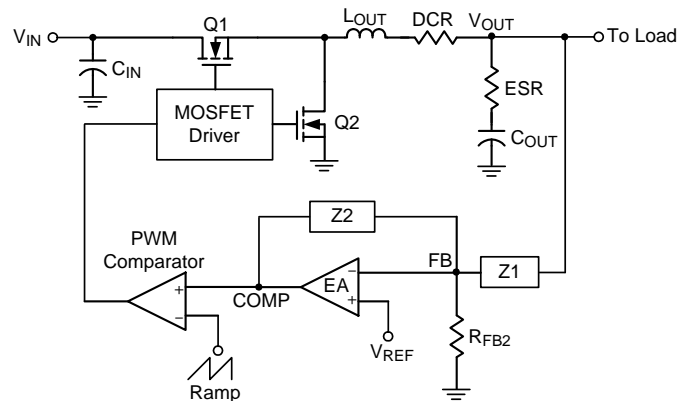 Q1
LOUT
DCR
VOUT
VIN
To Load
CIN
MOSFET
Driver
Q2
ESR
COUT
Z2
PWM
Comparator
FB
Z1
+
−
COMP
EA
−
+
VREF
RFB2
Ramp